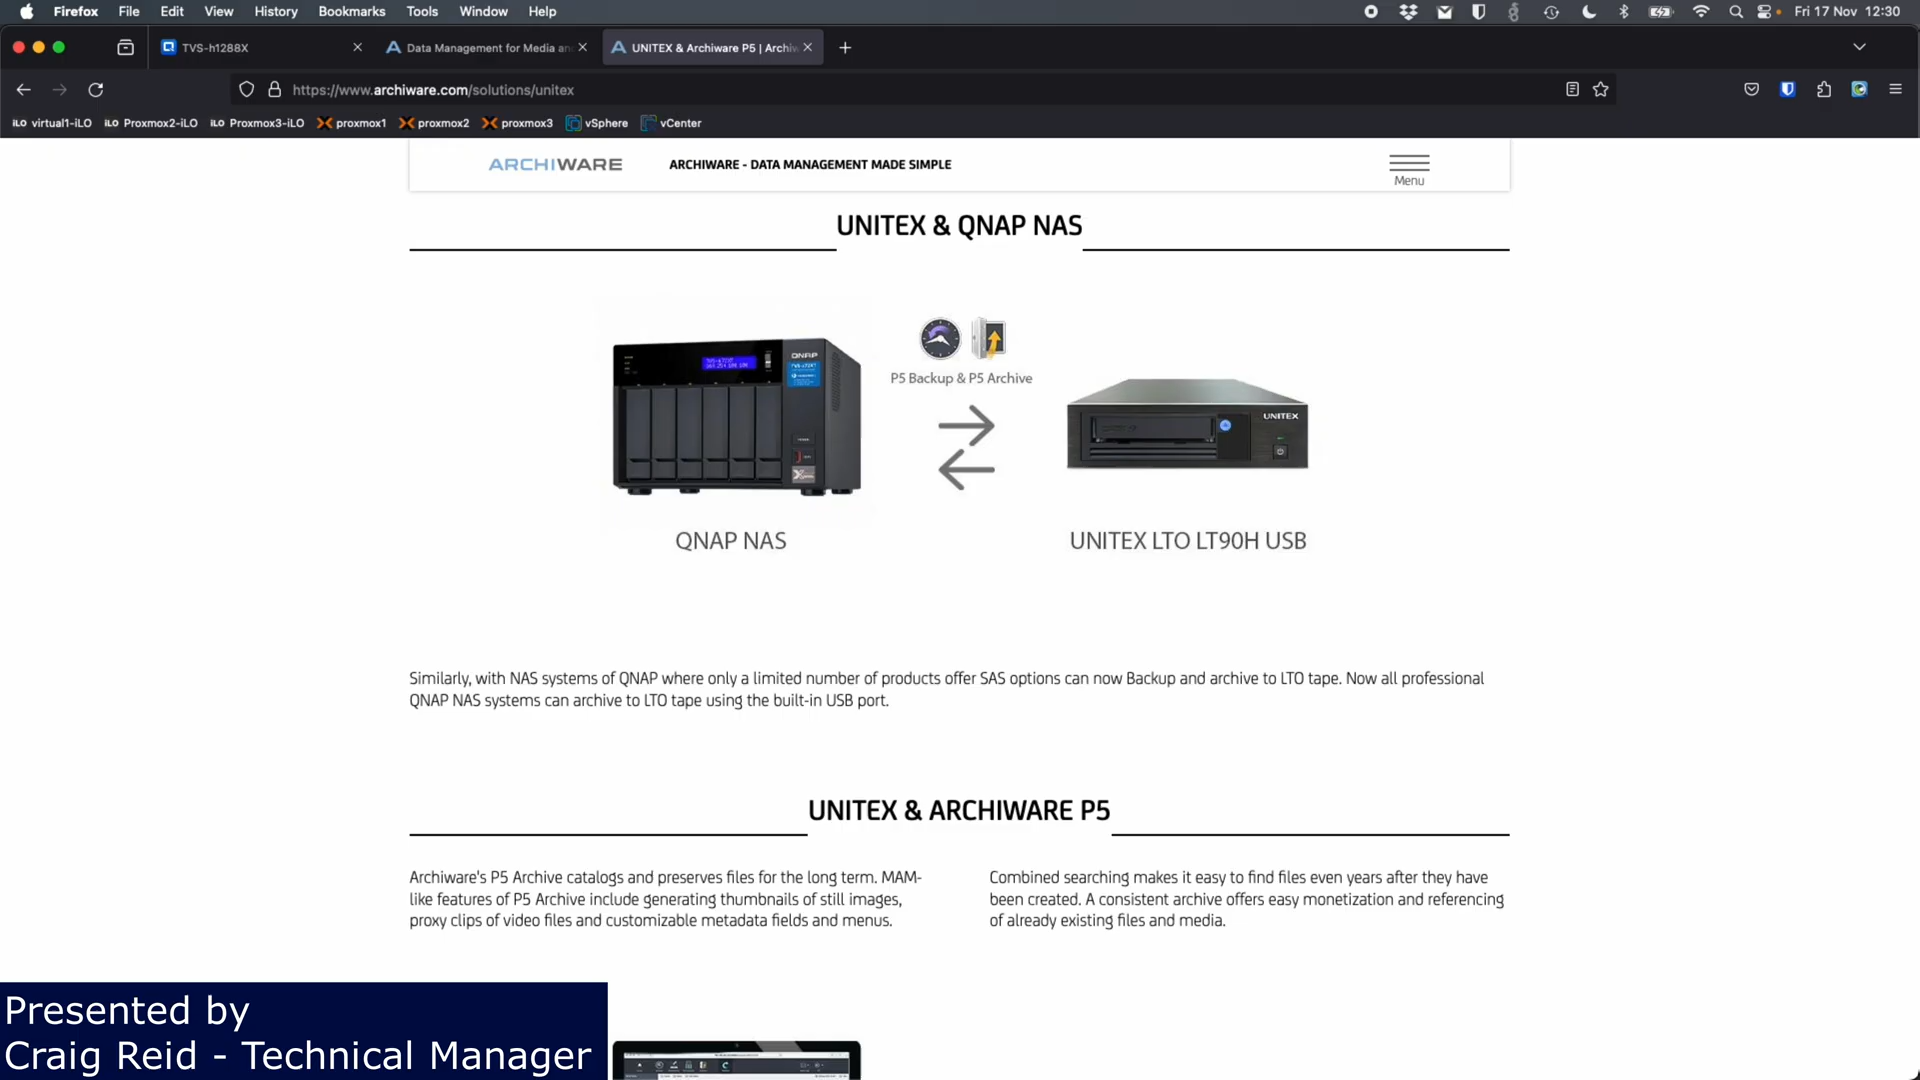 Firefox File Edit View History Bookmarks Tools Window Help Fri 17 Nov 12:30
TVS-h1288X Data Management for Media an UNITEX & Archiware P5 | Archiw
https://www.archiware.com/solutions/unitex
iLO virtual1-iLO iLO Proxmox2-iLO iLO Proxmox3-iLO proxmox1 proxmox2 proxmox3 vSphere vCenter
ARCHIWARE ARCHIWARE - DATA MANAGEMENT MADE SIMPLE
Menu
UNITEX & QNAP NAS
QNAP
P5 Backup & P5 Archive
UNITEX
QNAP NAS UNITEX LTO LT90H USB
Similarly, with NAS systems of QNAP where only a limited number of products offer SAS options can now Backup and archive to LTO tape. Now all professional
QNAP NAS systems can archive to LTO tape using the built-in USB port.
UNITEX & ARCHIWARE P5
Archiware's P5 Archive catalogs and preserves files for the long term. MAM-
like features of P5 Archive include generating thumbnails of still images,
proxy clips of video files and customizable metadata fields and menus.
Combined searching makes it easy to find files even years after they have
been created. A consistent archive offers easy monetization and referencing
of already existing files and media.
Presented by
Craig Reid - Technical Manager